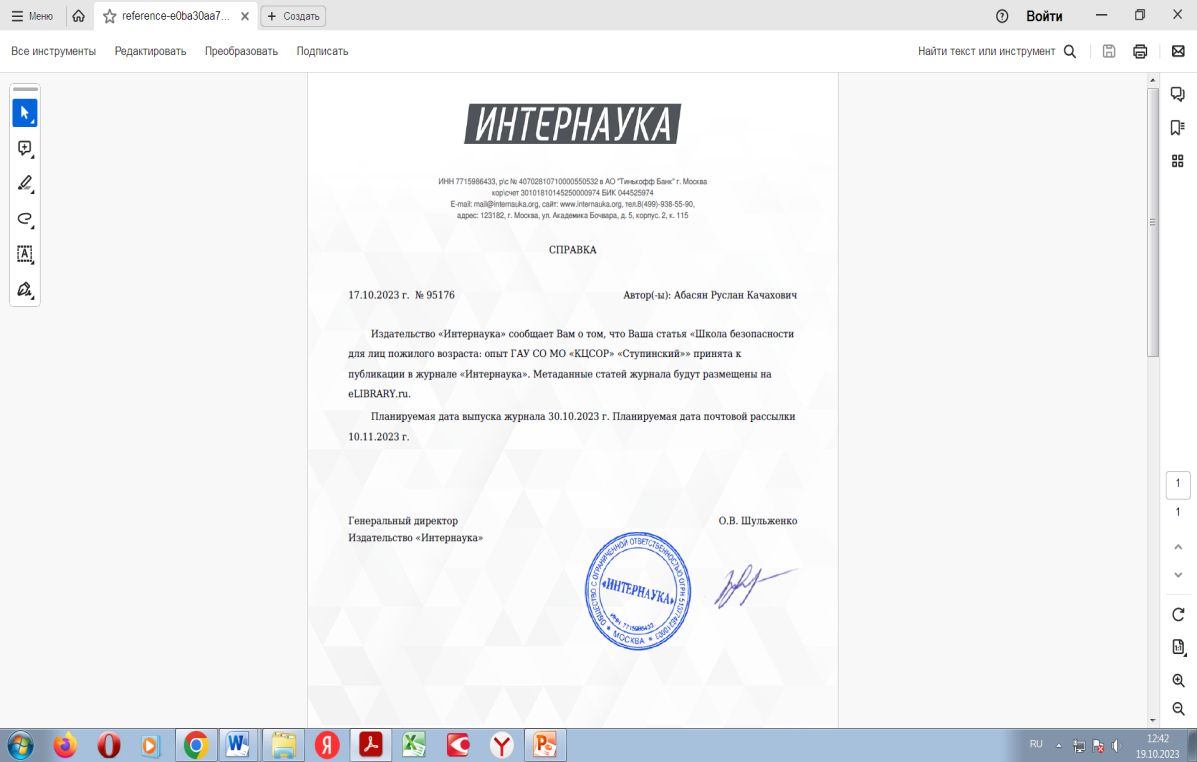 Меню
reference-e0ba30aa7...
Создать
Войти
Все инструменты Редактировать Преобразовать Подписать
Найти текст или инструмент
ИНТЕРНАУКА
ИНН 7715986433, р\с № 40702810710000550532 в АО "Тинькофф Банк" г. Москва
кор\счет 30101810145250000974 БИК 044525974
E-mail: mail@internauka.org, сайт: www.internauka.org, тел.8(499)-938-55-90,
адрес: 123182, г. Москва, ул. Академика Бочвара, д. 5, корпус. 2, к. 115
СПРАВКА
17.10.2023 г. № 95176
Автор(-ы): Абасян Руслан Качахович
Издательство «Интернаука» сообщает Вам о том, что Ваша статья «Школа безопасности
для лиц пожилого возраста: опыт ГАУ СО МО «КЦСОР» «Ступинский»» принята к
публикации в журнале «Интернаука». Метаданные статей журнала будут размещены на
eLIBRARY.ru.
Планируемая дата выпуска журнала 30.10.2023 г. Планируемая дата почтовой рассылки
10.11.2023 г.
Генеральный директор
Издательство «Интернаука»
О.В. Шульженко
ОБЩЕСТВО С ОГРАНИЧЕННОЙ ОТВЕТСТВЕННОСТЬЮ ОГРН
«ИНТЕРНАУКА»
ИНН 7715986433
* МОСКВА *
1
1
RU
12:42
19.10.2023